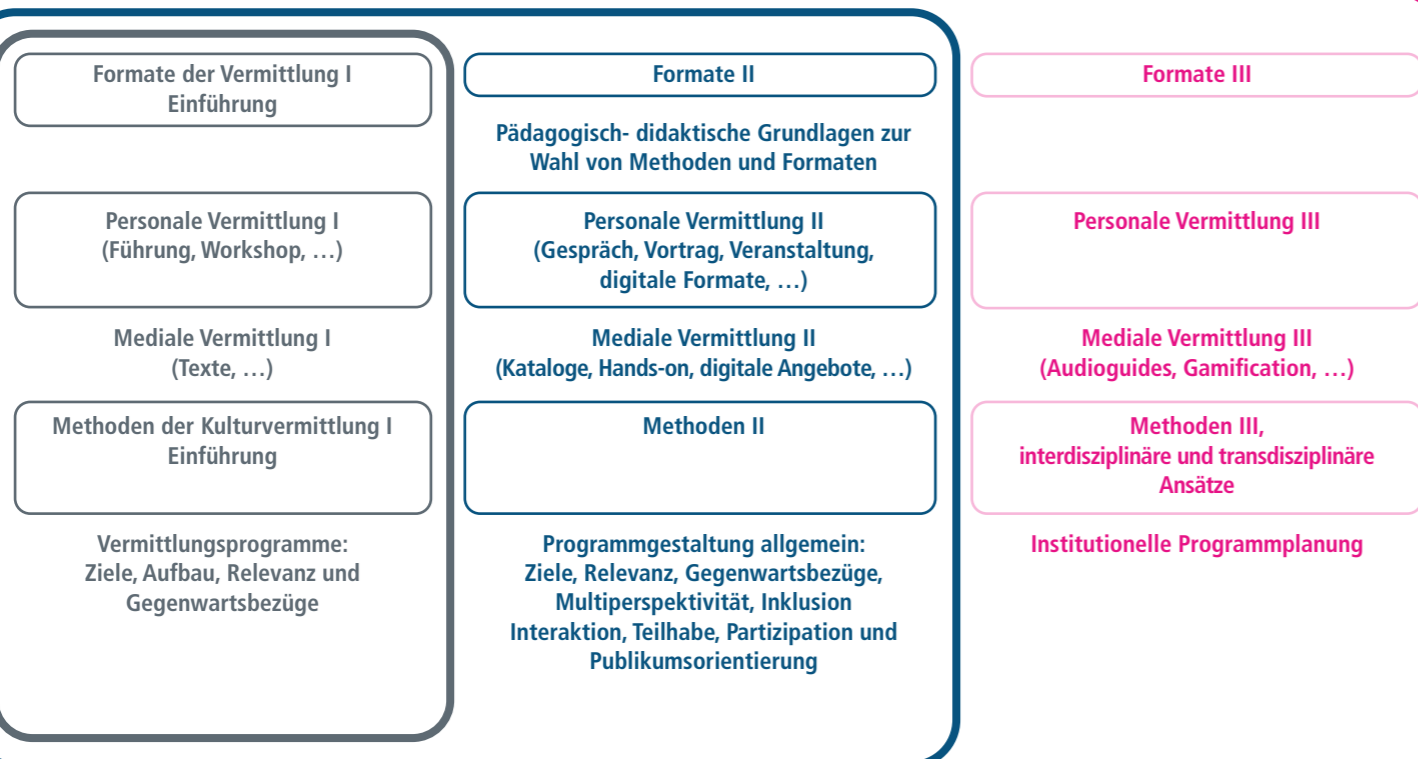 Formate der Vermittlung I
Einführung
Personale Vermittlung I
(Führung, Workshop, …)
Mediale Vermittlung I
(Texte, …)
Methoden der Kulturvermittlung I
Einführung
Vermittlungsprogramme:
Ziele, Aufbau, Relevanz und
Gegenwartsbezüge
Formate II
Pädagogisch- didaktische Grundlagen zur
Wahl von Methoden und Formaten
Personale Vermittlung II
(Gespräch, Vortrag, Veranstaltung,
digitale Formate, …)
Mediale Vermittlung II
(Kataloge, Hands-on, digitale Angebote, …)
Methoden II
Programmgestaltung allgemein:
Ziele, Relevanz, Gegenwartsbezüge,
Multiperspektivität, Inklusion
Interaktion, Teilhabe, Partizipation und
Publikumsorientierung
Formate III
Personale Vermittlung III
Mediale Vermittlung III
(Audioguides, Gamification, …)
Methoden III,
interdisziplinäre und transdisziplinäre
Ansätze
Institutionelle Programmplanung